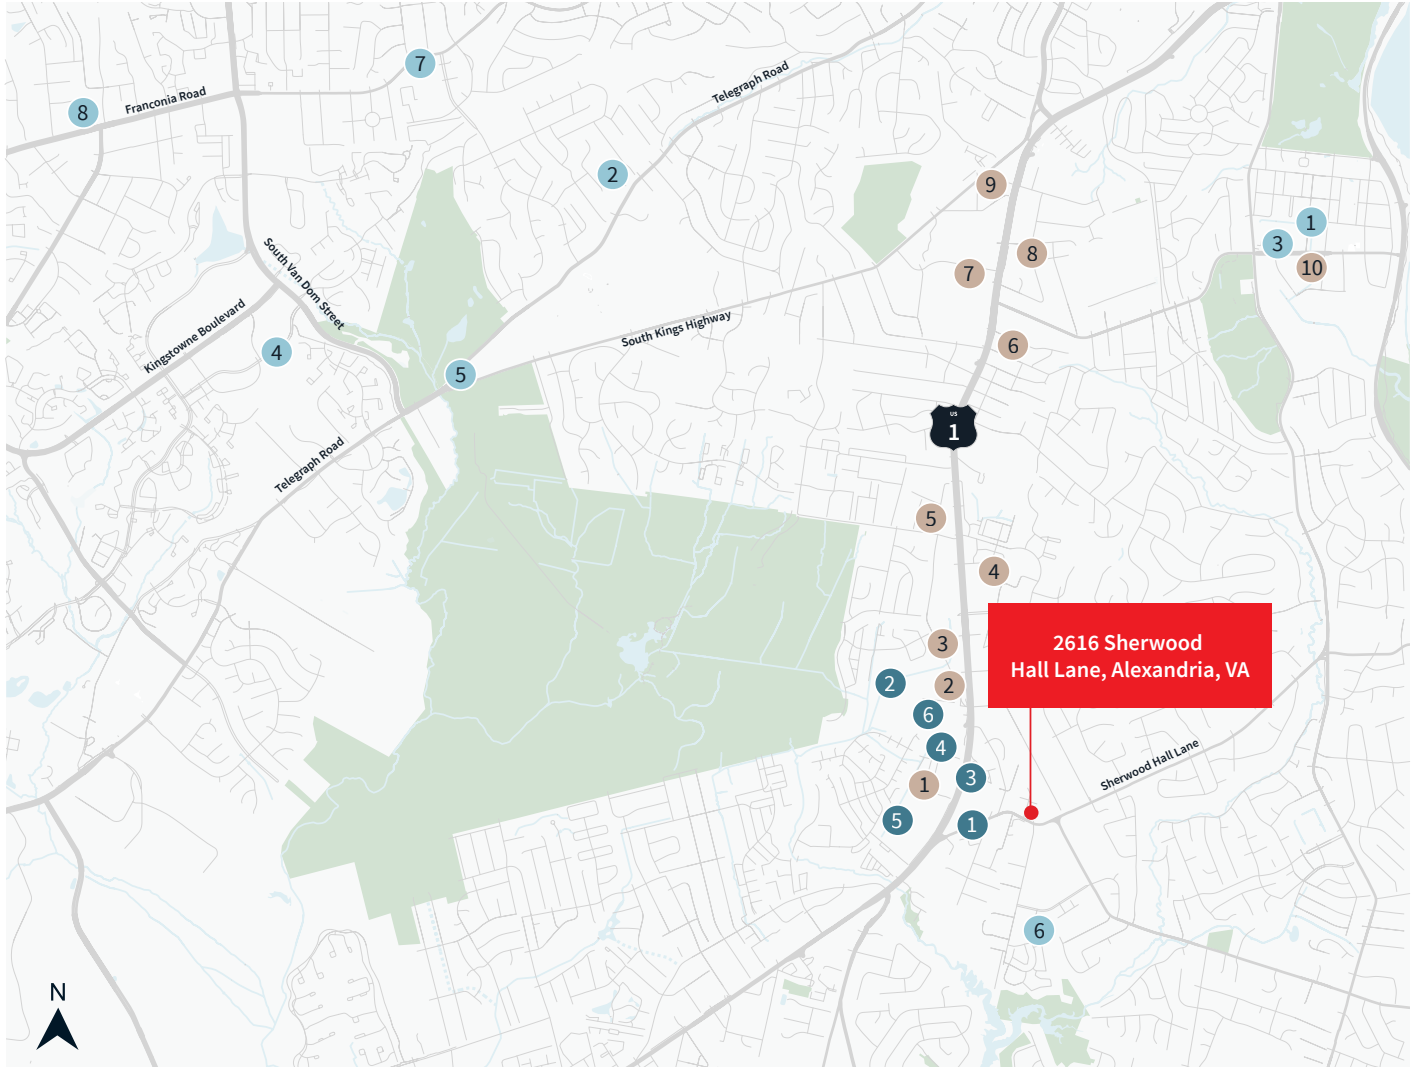 7
Telegraph Road
Franconia Road
8
2
9
1
3
8
10
7
South Van Dorn Street
Kingstowne Boulevard
South Kings Highway
4
6
5
US
1
Telegraph Road
5
4
2616 Sherwood
Hall Lane, Alexandria, VA
3
2
2
6
4
Sherwood Hall Lane
3
1
5
1
6
N